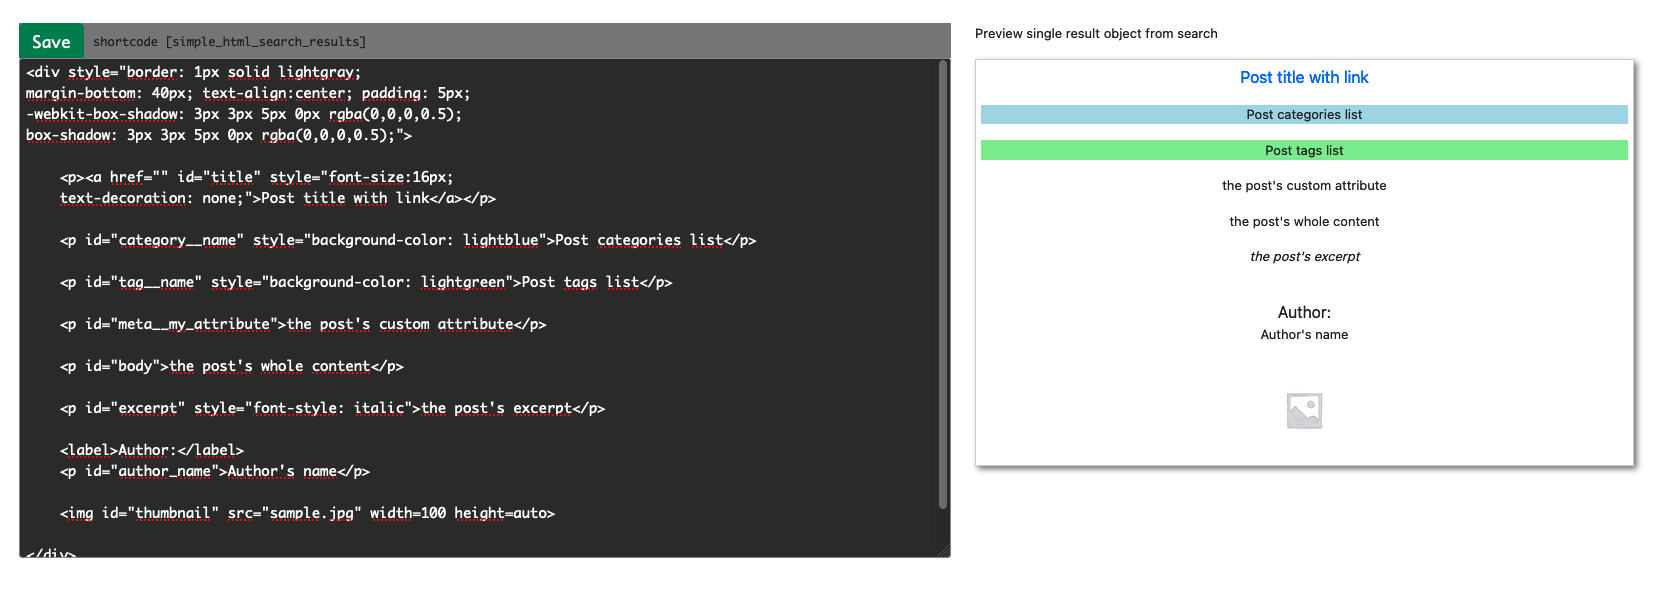 Save shortcode [simple_html_search_results]
<div style="border: 1px solid lightgray;
margin-bottom: 40px; text-align:center; padding: 5px;
-webkit-box-shadow: 3px 3px 5px 0px rgba(0,0,0,0.5);
box-shadow: 3px 3px 5px 0px rgba(0,0,0,0.5);">
<p><a href="" id="title" style="font-size:16px;
text-decoration: none;">Post title with link</a></p>
<p id="category__name" style="background-color: lightblue">Post categories list</p>
<p id="tag__name" style="background-color: lightgreen">Post tags list</p>
<p id="meta__my_attribute">the post's custom attribute</p>
<p id="body">the post's whole content</p>
<p id="excerpt" style="font-style: italic">the post's excerpt</p>
<label>Author:</label>
<p id="author_name">Author's name</p>
<img id="thumbnail" src="sample.jpg" width=100 height=auto>
</div>
Preview single result object from search
Post title with link
Post categories list
Post tags list
the post's custom attribute
the post's whole content
the post's excerpt
Author:
Author's name